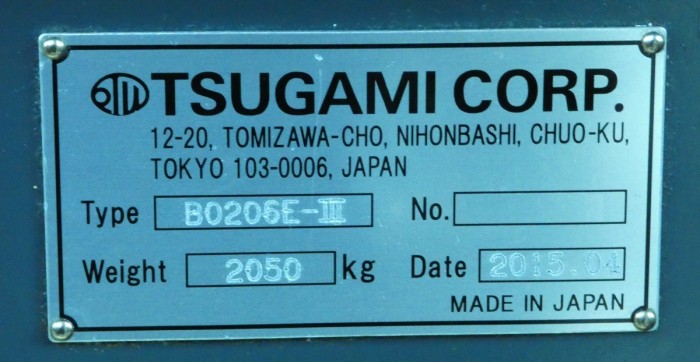 TSUGAMI CORP.
12-20, TOMIZAWA-CHO, NIHONBASHI, CHUO-KU,
TOKYO 103-0006, JAPAN
Type B0206E-III No.
Weight 2050 kg Date 2015.04
MADE IN JAPAN